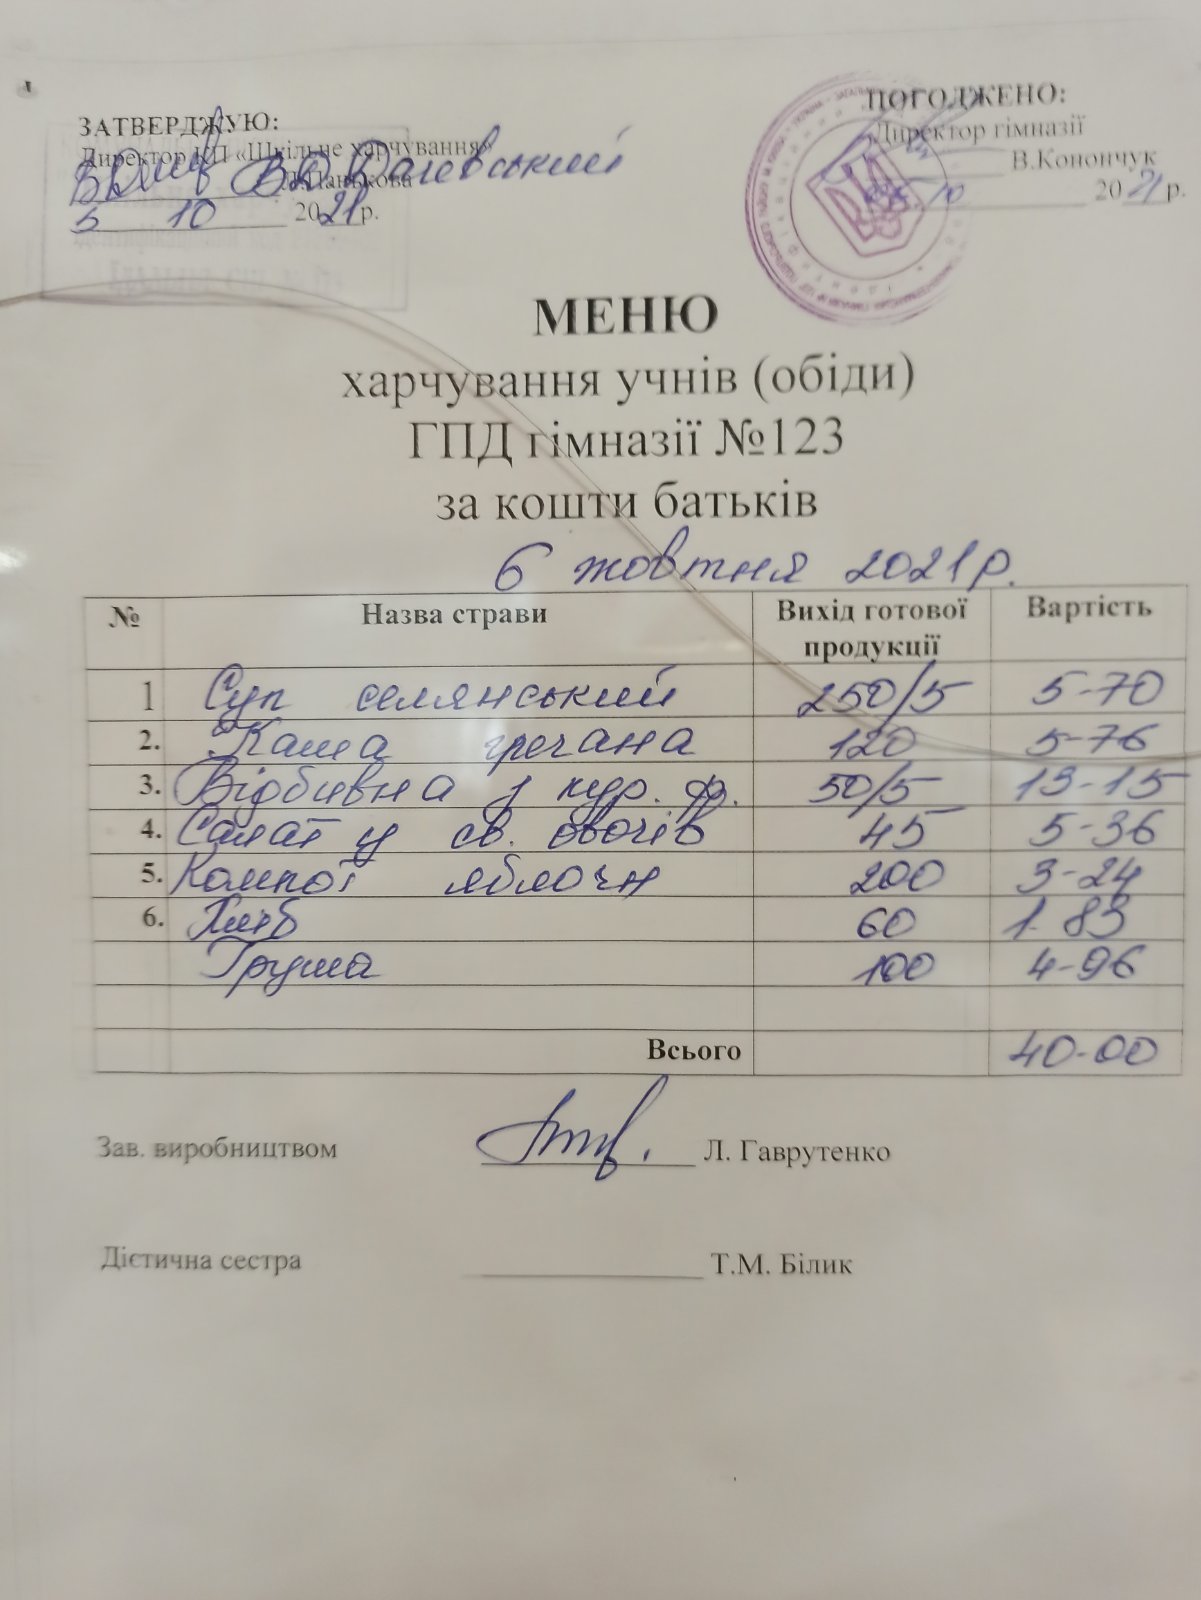 ЗАТВЕРДЖУЮ:
Директор КП «Шкільне харчування»
5 10 2021р.
ПОГОДЖЕНО:
Директор гімназії
В.Конончук
10 2021р.
МЕНЮ
харчування учнів (обіди)
ГПД гімназії №123
за кошти батьків
6 жовтня 2021р.
№ Назва страви Вихід готової продукції Вартість
1 Суп селянський 250/5 5-70
2. Каша гречана 120 5-76
3. Відбивна з кур. ф. 50/5 13-15
4. Салат із св. овочів 45 5-36
5. Компот яблучн 200 3-24
6. Хліб 60 1-83
Груша 100 4-96
Всього 40-00
Зав. виробництвом Л. Гаврутенко
Дієтична сестра Т.М. Білик